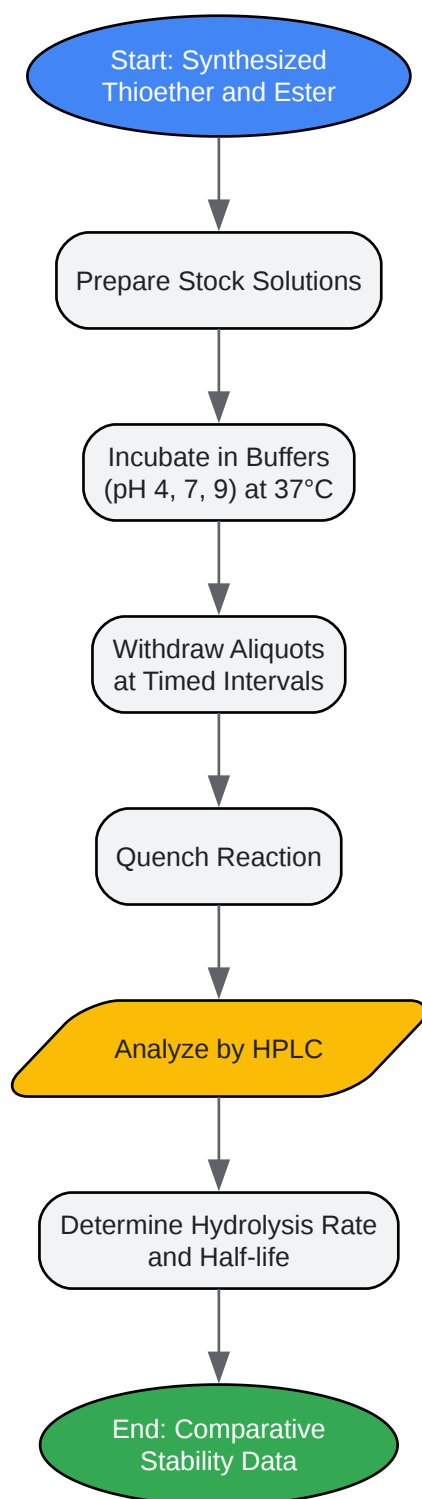 Start: Synthesized
Thioether and Ester
Prepare Stock Solutions
Incubate in Buffers
(pH 4, 7, 9) at 37°C
Withdraw Aliquots
at Timed Intervals
Quench Reaction
Analyze by HPLC
Determine Hydrolysis Rate
and Half-life
End: Comparative
Stability Data